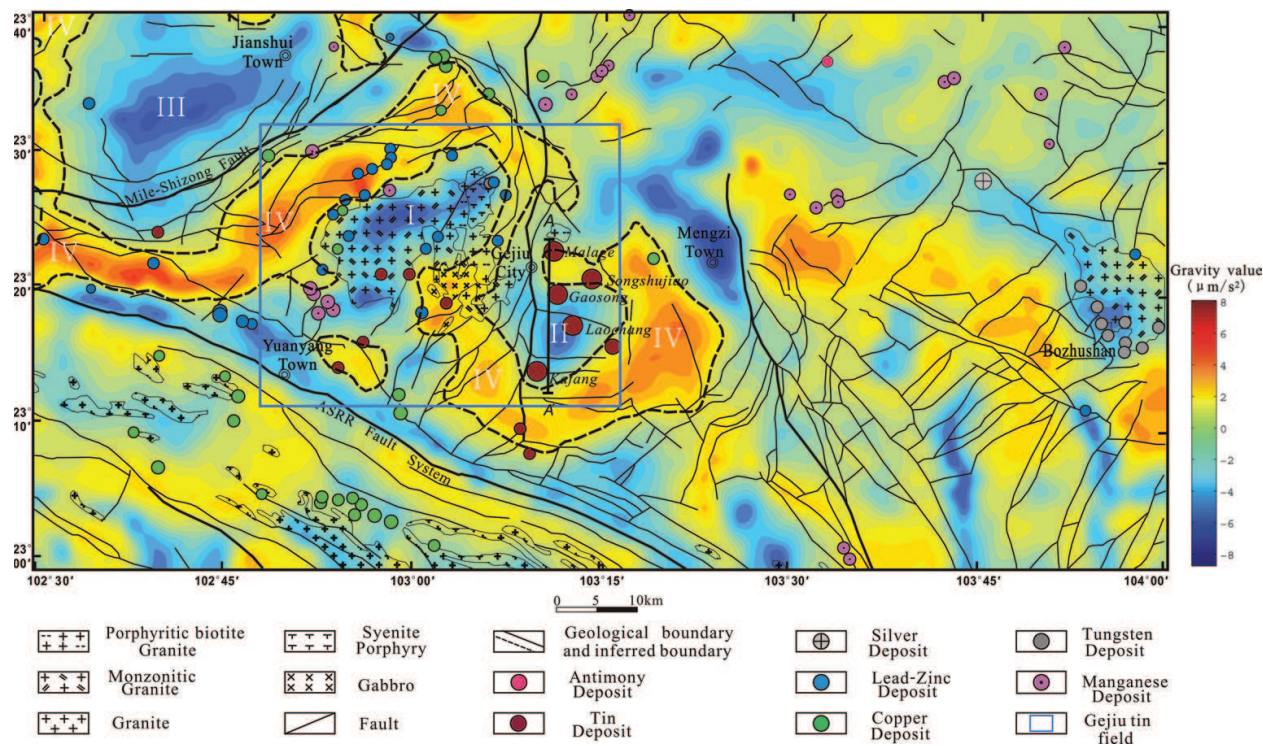 23°
40′
IV
Jianshui
Town
III
IV
23°
30′
Mile-Shizong Fault
I
IV
IV
A
Malage
Gejiu
City
Mengzi
Town
Songshujiao
Gaosong
23°
20′
Laochang
II
IV
Yuanyang
Town
IV
Kafang
A
Bozhushan
ASRR Fault System
23°
10′
23°
00′
102°30′
102°45′
103°00′
103°15′
103°30′
103°45′
104°00′
Gravity value
(μm/s²)
8
6
4
2
0
−2
−4
−6
−8
0 5 10km
Porphyritic biotite
Granite
Syenite
Porphyry
Geological boundary
and inferred boundary
Silver
Deposit
Tungsten
Deposit
Monzonitic
Granite
Gabbro
Antimony
Deposit
Lead-Zinc
Deposit
Manganese
Deposit
Granite
Fault
Tin
Deposit
Copper
Deposit
Gejiu tin
field